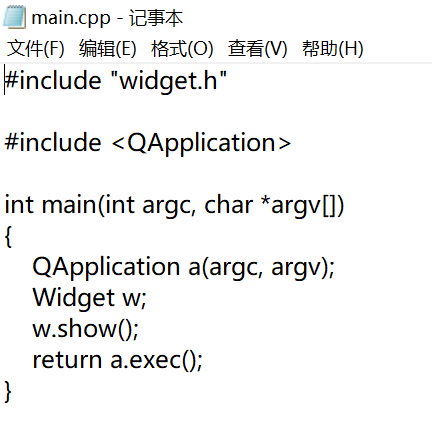 main.cpp - 记事本
文件(F) 编辑(E) 格式(O) 查看(V) 帮助(H)
#include "widget.h"
#include <QApplication>
int main(int argc, char *argv[])
{
    QApplication a(argc, argv);
    Widget w;
    w.show();
    return a.exec();
}